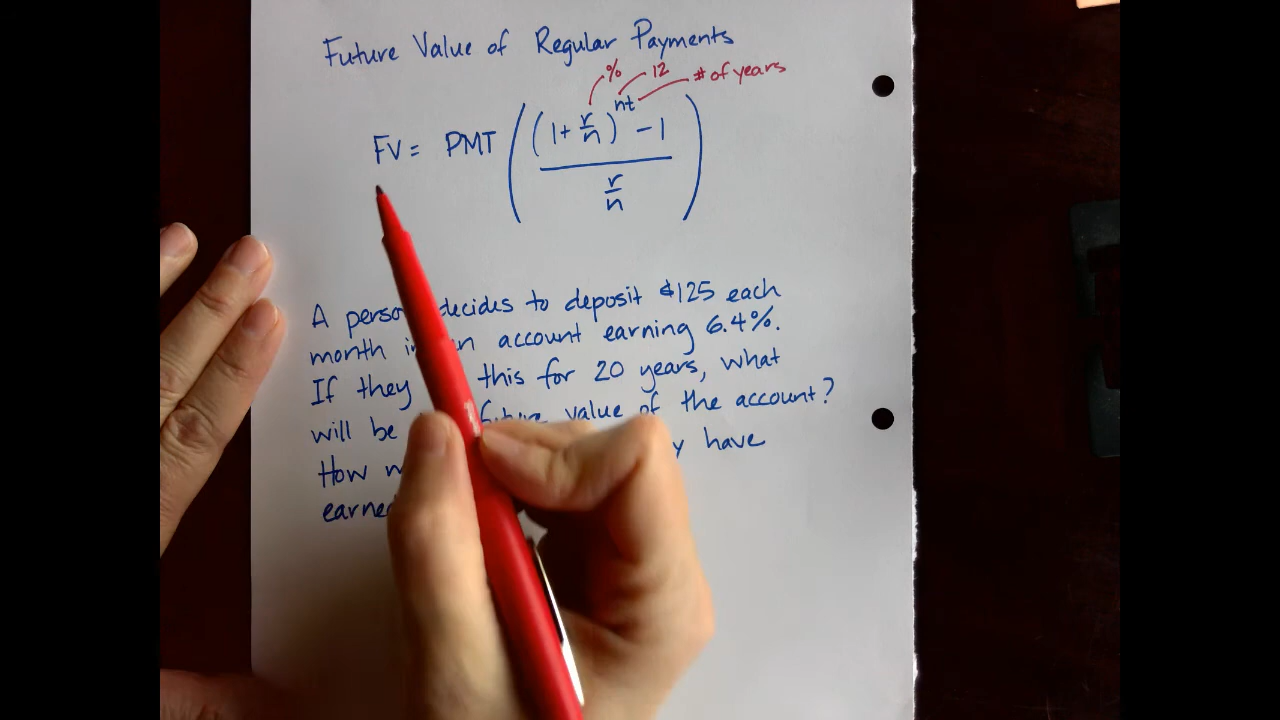 Future Value of Regular Payments
% 12 # of years
FV = PMT ( ( (1 + r/n)^nt - 1 ) / ( r/n ) )
A person decides to deposit $125 each
month in an account earning 6.4%.
If they this for 20 years, what
will be future value of the account?
How have
earned